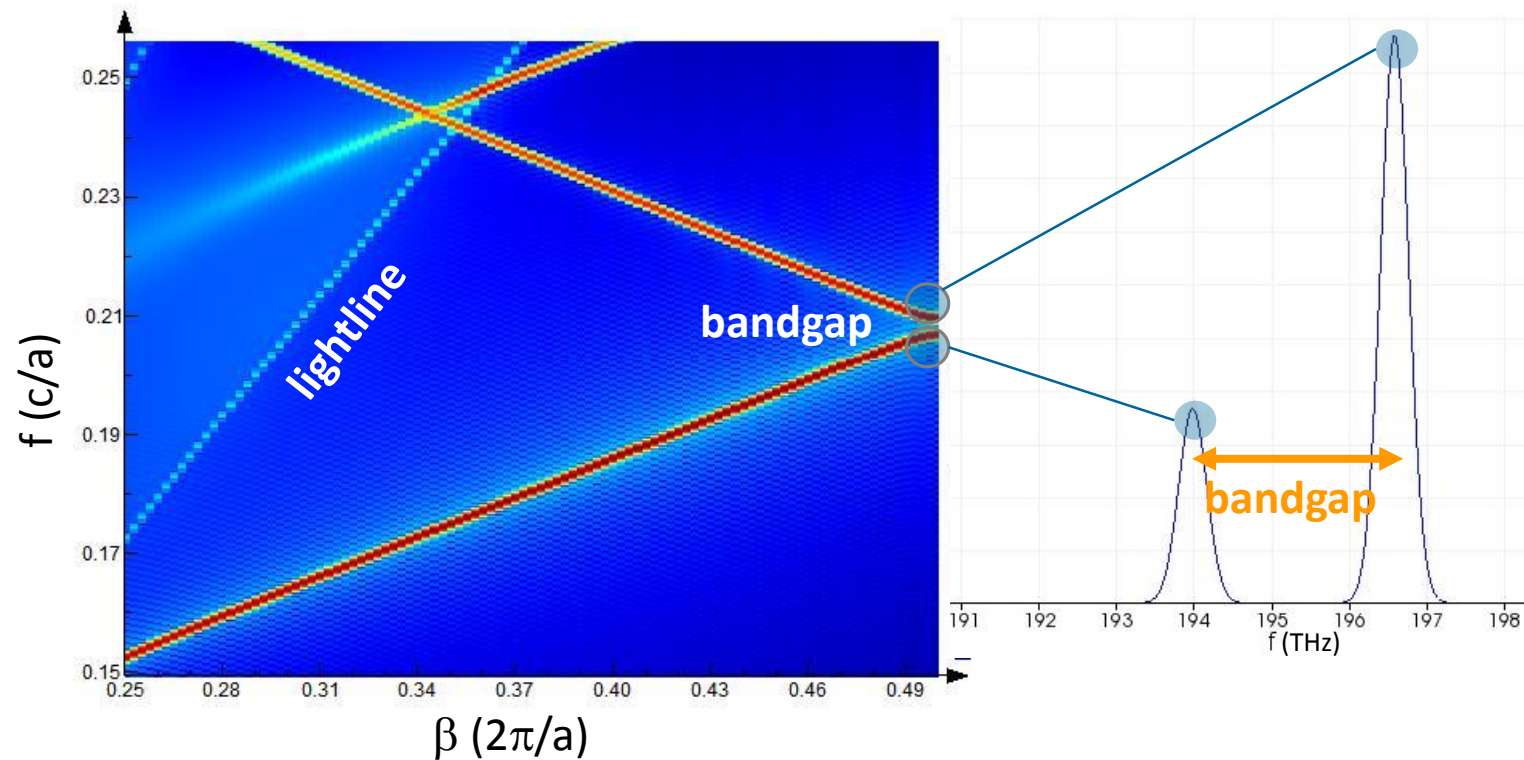 f (c/a)
0.25
0.23
0.21
0.19
0.17
0.15
lightline
bandgap
0.25 0.28 0.31 0.34 0.37 0.40 0.43 0.46 0.49
β (2π/a)
bandgap
191 192 193 194 195 196 197 198
f (THz)